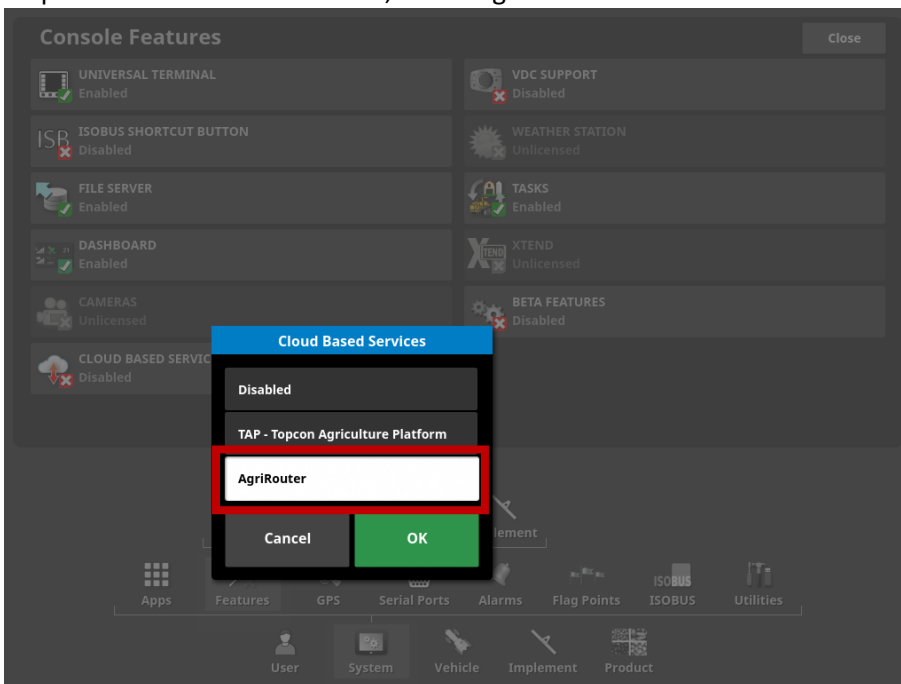 Console Features
Close
UNIVERSAL TERMINAL
Enabled
VDC SUPPORT
Disabled
ISB
ISOBUS SHORTCUT BUTTON
Disabled
WEATHER STATION
Unlicensed
FILE SERVER
Enabled
TASKS
Enabled
DASHBOARD
Enabled
XTEND
XTEND
Unlicensed
CAMERAS
Unlicensed
BETA FEATURES
Disabled
CLOUD BASED SERVIC
Disabled
Cloud Based Services
Disabled
TAP - Topcon Agriculture Platform
AgriRouter
Cancel
OK
lement
Apps
Features
GPS
Serial Ports
Alarms
Flag Points
ISOBUS
ISOBUS
Utilities
User
System
Vehicle
Implement
Product